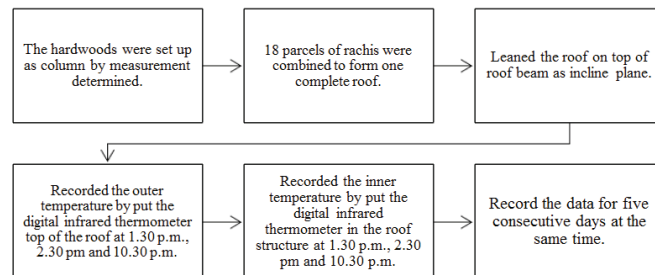 The hardwoods were set up
as column by measurement
determined.
18 parcels of rachis were
combined to form one
complete roof.
Leaned the roof on top of
roof beam as incline plane.
Recorded the outer
temperature by put the
digital infrared thermometer
top of the roof at 1.30 p.m.,
2.30 pm and 10.30 p.m.
Recorded the inner
temperature by put the
digital infrared
thermometer in the roof
structure at 1.30 p.m., 2.30
pm and 10.30 p.m.
Record the data for five
consecutive days at the
same time.